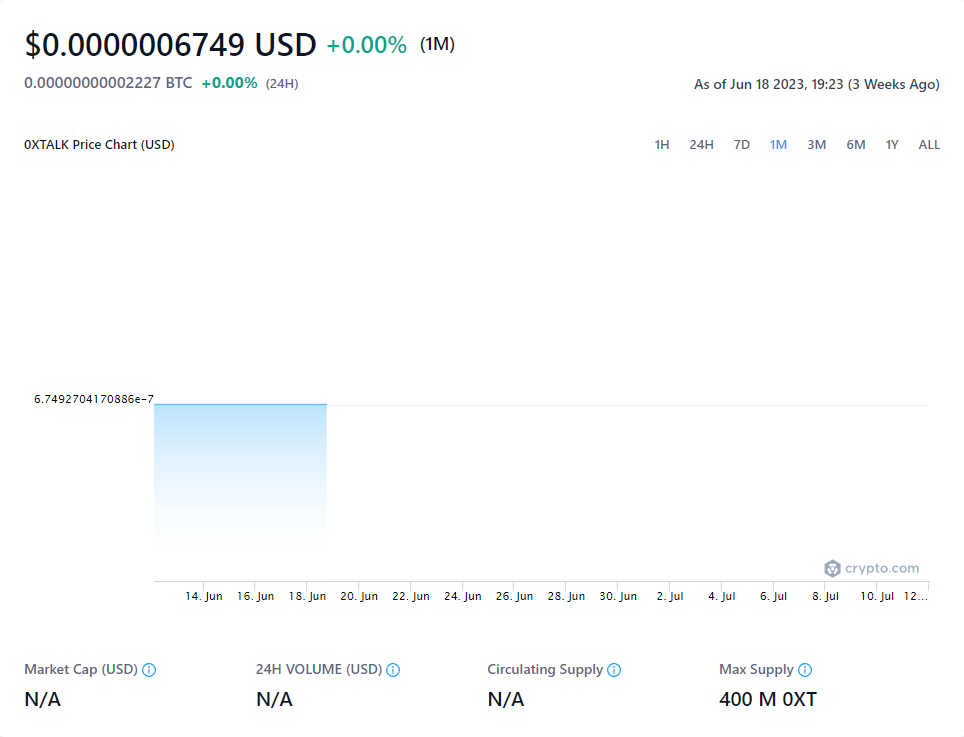 $0.0000006749 USD +0.00% (1M)
0.00000000002227 BTC +0.00% (24H)
As of Jun 18 2023, 19:23 (3 Weeks Ago)
0XTALK Price Chart (USD)
1H 24H 7D 1M 3M 6M 1Y ALL
6.7492704170886e-7
crypto.com
14. Jun 16. Jun 18. Jun 20. Jun 22. Jun 24. Jun 26. Jun 28. Jun 30. Jun 2. Jul 4. Jul 6. Jul 8. Jul 10. Jul 12...
Market Cap (USD) 24H VOLUME (USD) Circulating Supply Max Supply
N/A N/A N/A 400 M 0XT